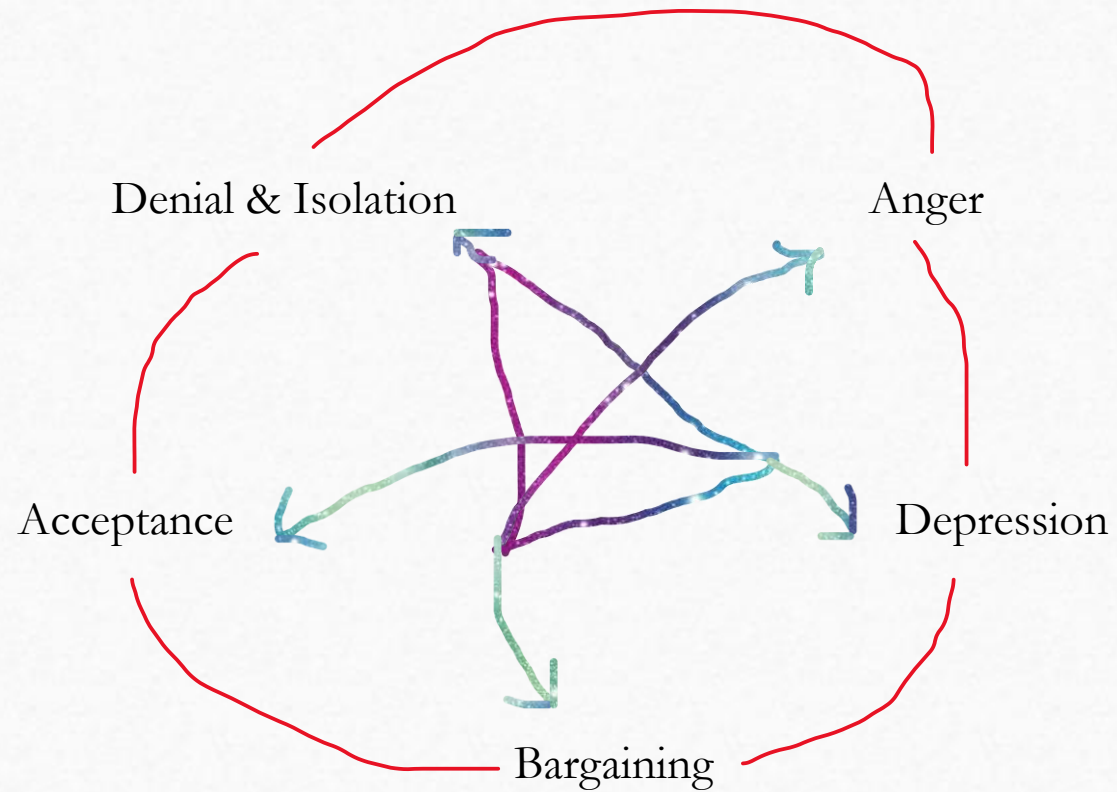 Denial & Isolation
Anger
Acceptance
Depression
Bargaining